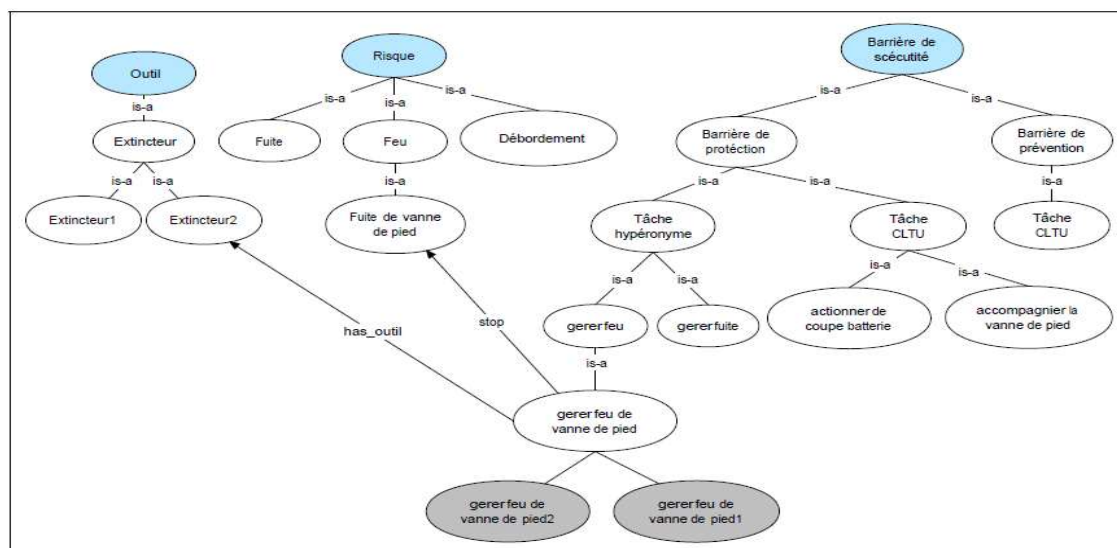 Outil
Risque
Barrière de
scécutité
is-a
is-a
is-a
is-a
is-a
is-a
Extincteur
Fuite
Feu
Débordement
Barrière de
protéction
Barrière de
prévention
is-a
is-a
is-a
is-a
is-a
is-a
Extincteur1
Extincteur2
Fuite de vanne
de pied
Tâche
hypéronyme
Tâche
CLTU
Tâche
CLTU
is-a
is-a
is-a
is-a
gererfeu
gererfuite
actionner de
coupe batterie
accompagnier la
vanne de pied
has_outil
stop
is-a
gererfeu de
vanne de pied
gererfeu de
vanne de pied2
gererfeu de
vanne de pied1